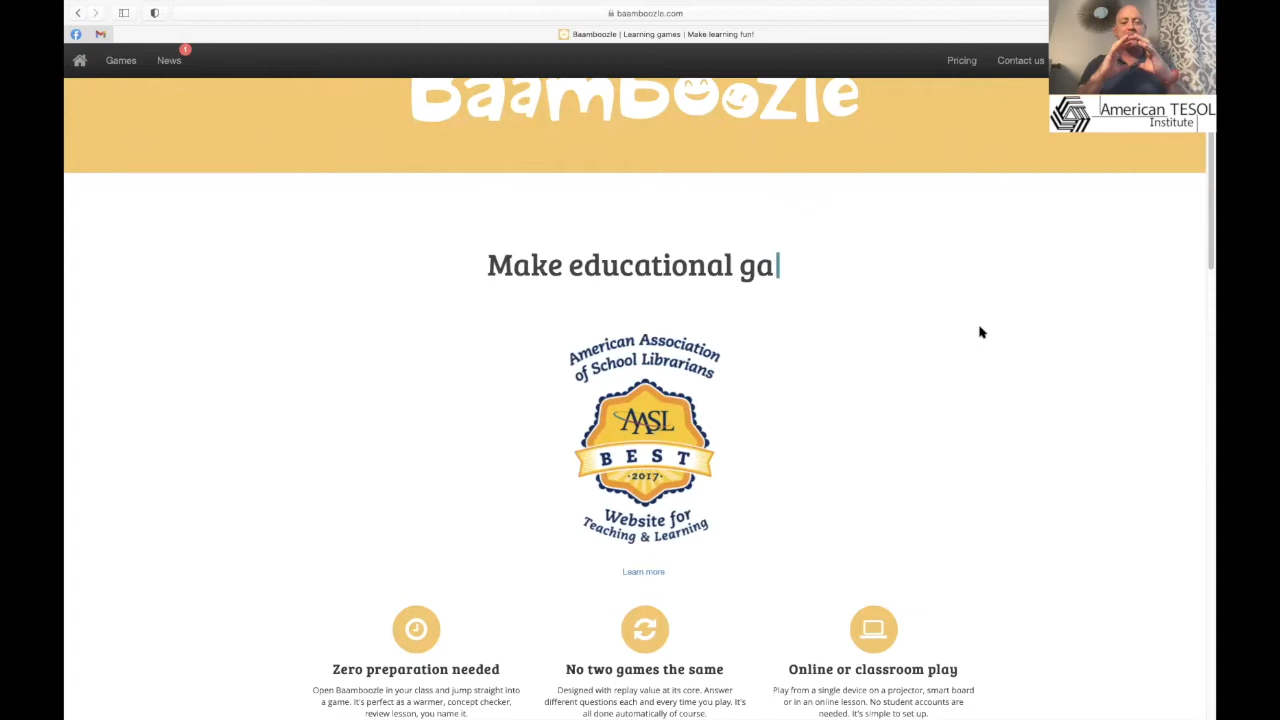 baamboozle.com
Baamboozle | Learning games | Make learning fun!
Games
News
1
Pricing
Contact us
American TESOL
Institute
Baamboozle
Make educational ga
American Association
of School Librarians
AASL
BEST
·2017·
Website for
Teaching & Learning
Learn more
Zero preparation needed
Open Baamboozle in your class and jump straight into
a game. It's perfect as a warmer, concept checker,
review lesson, you name it.
No two games the same
Designed with replay value at its core. Answer
different questions each and every time you play. It's
all done automatically of course.
Online or classroom play
Play from a single device on a projector, smart board
or in an online lesson. No student accounts are
needed. It's simple to set up.